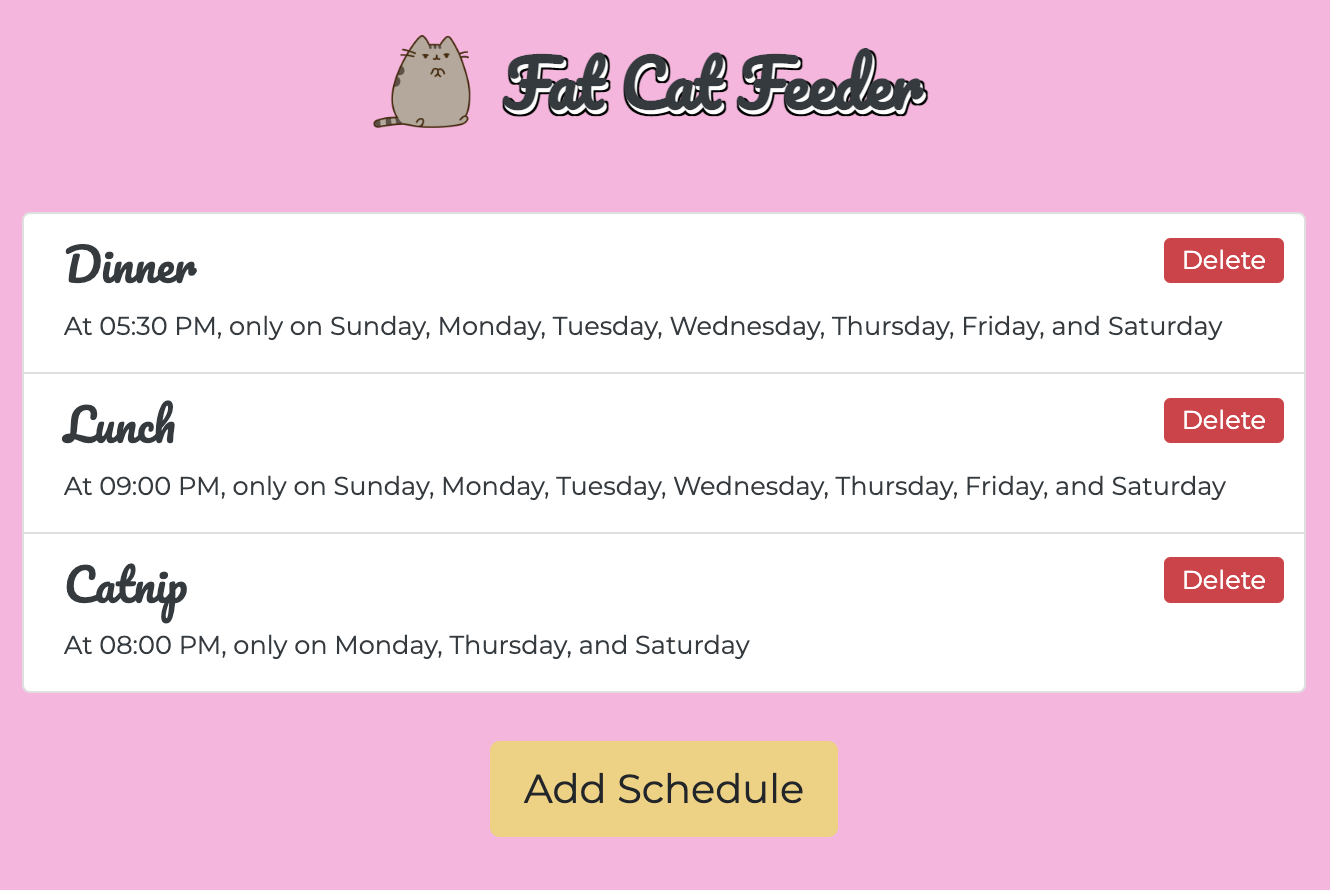 Fat Cat Feeder
Dinner
Delete
At 05:30 PM, only on Sunday, Monday, Tuesday, Wednesday, Thursday, Friday, and Saturday
Lunch
Delete
At 09:00 PM, only on Sunday, Monday, Tuesday, Wednesday, Thursday, Friday, and Saturday
Catnip
Delete
At 08:00 PM, only on Monday, Thursday, and Saturday
Add Schedule